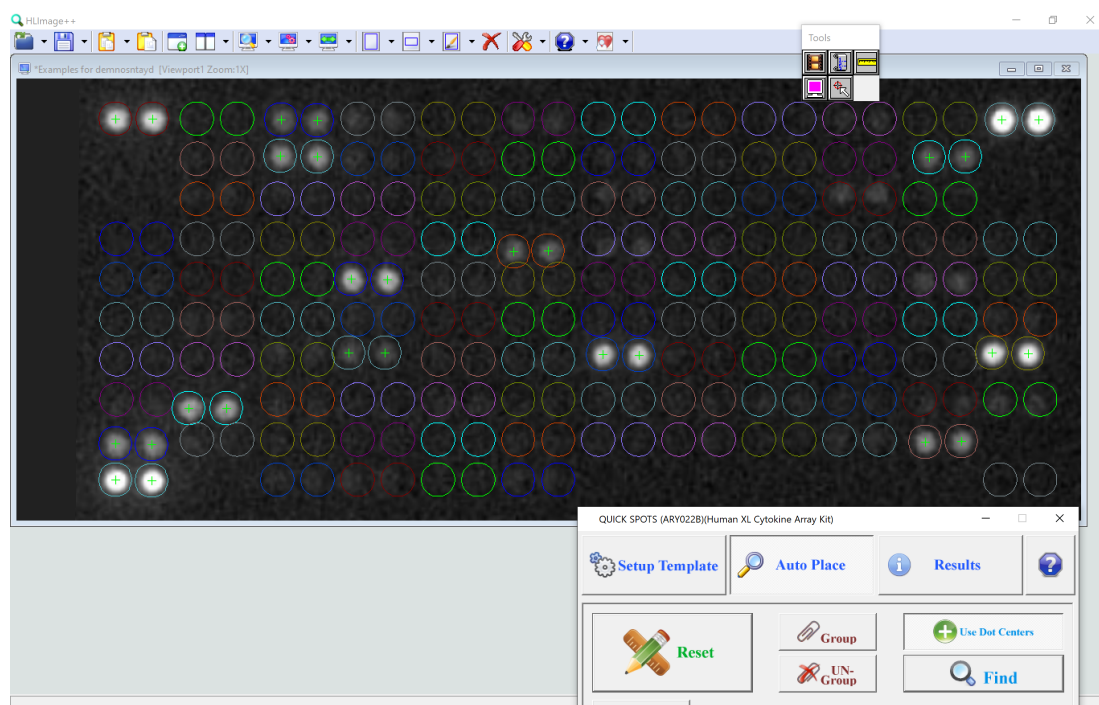 HLImage++
Tools
*Examples for demnosntayd [Viewport1 Zoom:1X]
QUICK SPOTS (ARY022B)(Human XL Cytokine Array Kit)
Setup Template
Auto Place
Results
Reset
Group
Use Dot Centers
UN-
Group
Find